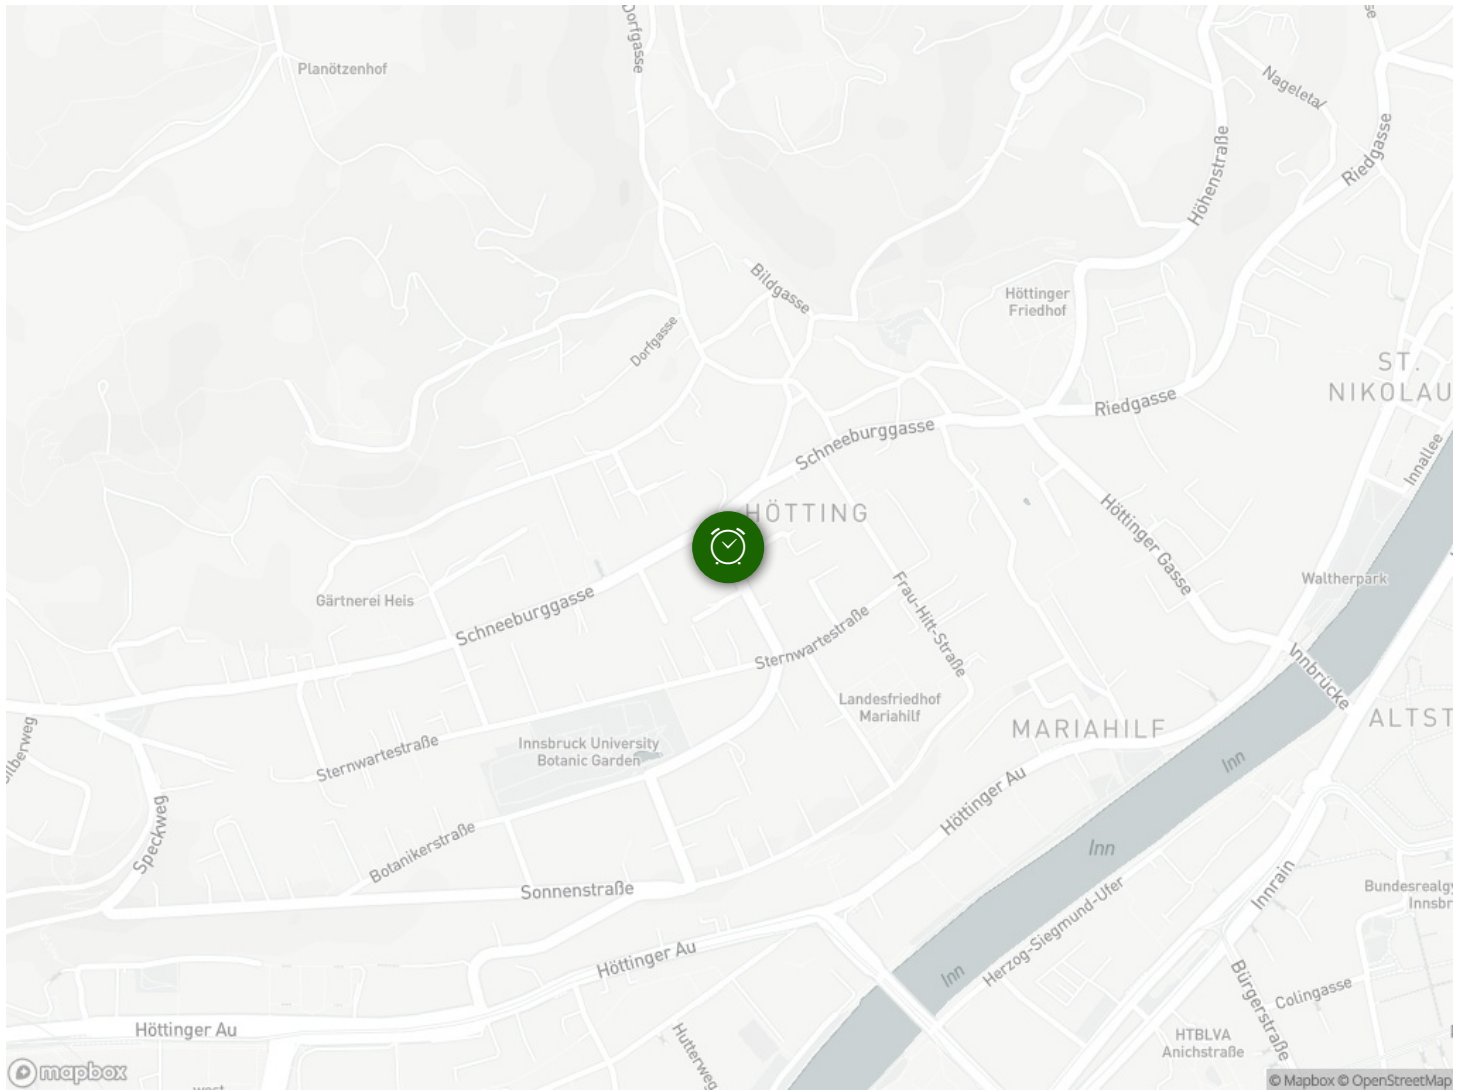 Dorfgasse
Planötzenhof
Nageletal
Riedgasse
Höhenstraße
Bildgasse
Höttinger
Friedhof
Dorfgasse
ST.
NIKOLAU
Riedgasse
Schneeburggasse
Innallee
HÖTTING
Höttinger Gasse
Waltherpark
Gärtnerei Heis
Schneeburggasse
Frau-Hitt-Straße
Sternwartestraße
Innbrücke
Landesfriedhof
Mariahilf
MARIAHILF
ALTST
Innsbruck University
Botanic Garden
Sternwartestraße
Silberweg
Inn
Höttinger Au
Speckweg
Botanikerstraße
Inn
Sonnenstraße
Innrain
Bundesrealgy
Innsbr
Herzog-Siegmund-Ufer
Höttinger Au
Inn
Bürgerstraße
Colingasse
Höttinger Au
Hutterweg
HTBLVA
Anichstraße
mapbox
© Mapbox © OpenStreetMap